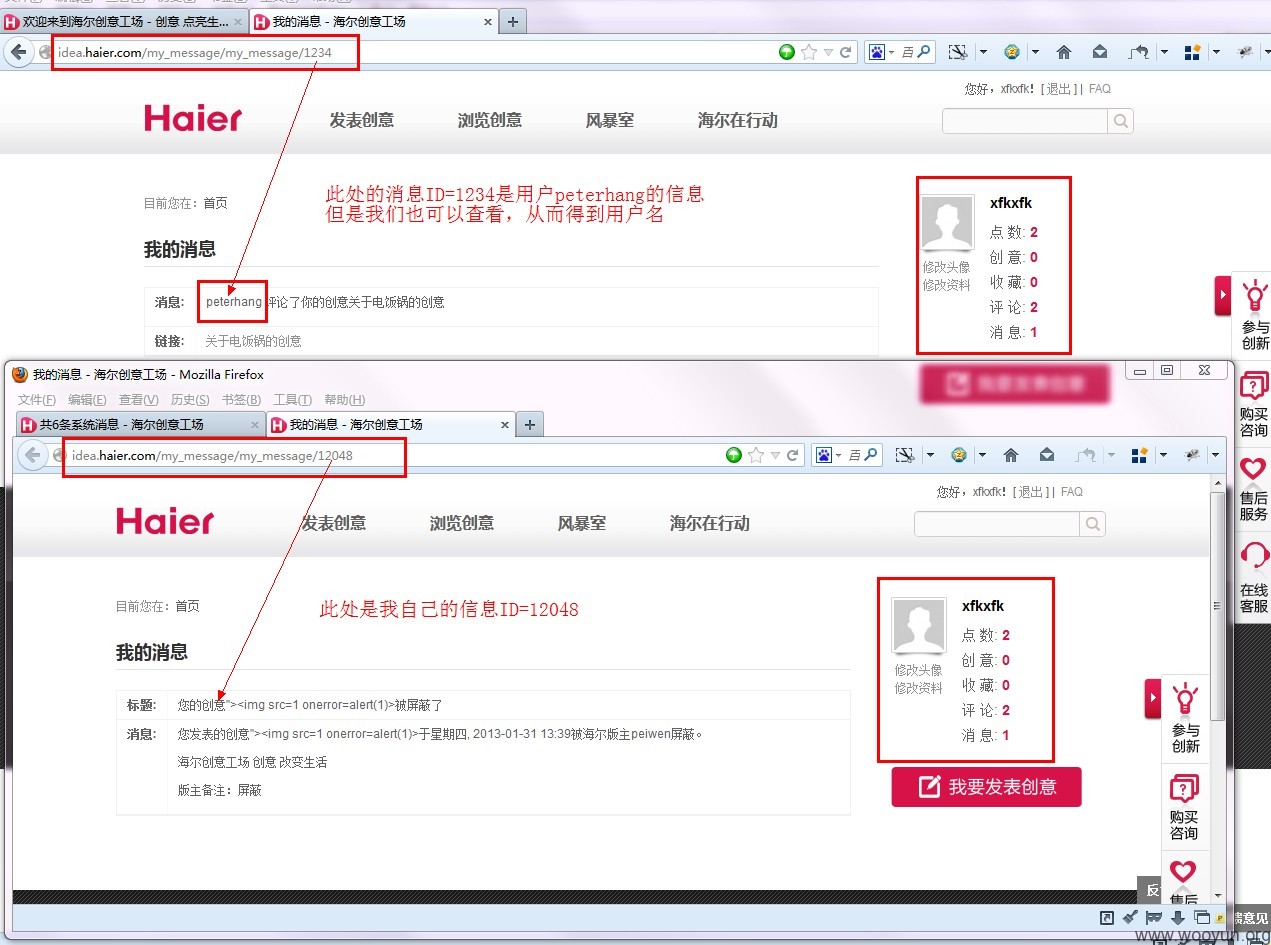 欢迎来到海尔创意工场 - 创意 点亮生...
我的消息 - 海尔创意工场
idea.haier.com/my_message/my_message/1234
百
您好，xfkxfk! [ 退出 ] | FAQ
Haier
发表创意
浏览创意
风暴室
海尔在行动
此处的消息ID=1234是用户peterhang的信息
但是我们也可以查看，从而得到用户名
目前您在：首页
我的消息
消息: peterhang 评论了你的创意关于电饭锅的创意
链接: 关于电饭锅的创意
xfkxfk
点 数: 2
创 意: 0
收 藏: 0
评 论: 2
消 息: 1
修改头像
修改资料
参与
创新
购买
咨询
售后
服务
在线
客服
我的消息 - 海尔创意工场 - Mozilla Firefox
文件(F) 编辑(E) 查看(V) 历史(S) 书签(B) 工具(T) 帮助(H)
共6条系统消息 - 海尔创意工场
我的消息 - 海尔创意工场
idea.haier.com/my_message/my_message/12048
百
您好，xfkxfk! [ 退出 ] | FAQ
Haier
发表创意
浏览创意
风暴室
海尔在行动
目前您在：首页
此处是我自己的信息ID=12048
我的消息
标题: 您的创意"><img src=1 onerror=alert(1)>被屏蔽了
消息: 您发表的创意"><img src=1 onerror=alert(1)>于星期四, 2013-01-31 13:39被海尔版主peiwen屏蔽。
海尔创意工场 创意 改变生活
版主备注：屏蔽
xfkxfk
点 数: 2
创 意: 0
收 藏: 0
评 论: 2
消 息: 1
修改头像
修改资料
我要发表创意
参与
创新
购买
咨询
售后
反
馈意见
www.wooyun.org